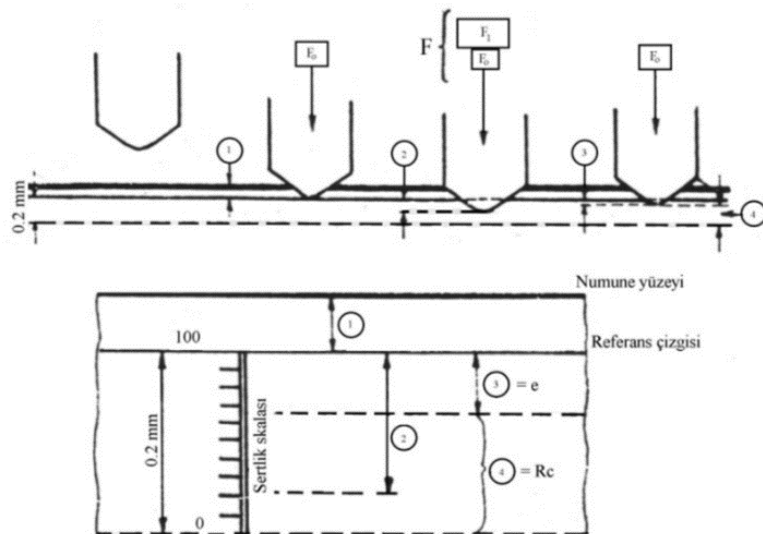 F
F₁
F₀
F₀
F₀
1
2
3
4
0.2 mm
Numune yüzeyi
1
100
Referans çizgisi
3 = e
0.2 mm
Sertlik skalası
2
4 = Rc
0